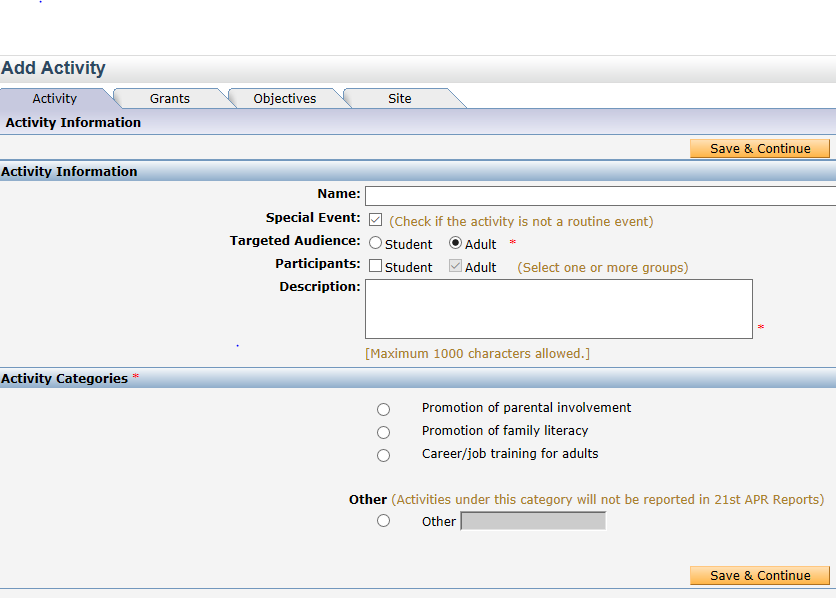 Add Activity
Activity Grants Objectives Site
Activity Information
Save & Continue
Activity Information
Name:
Special Event: (Check if the activity is not a routine event)
Targeted Audience: Student Adult *
Participants: Student Adult (Select one or more groups)
Description:
*
[Maximum 1000 characters allowed.]
Activity Categories *
Promotion of parental involvement
Promotion of family literacy
Career/job training for adults
Other (Activities under this category will not be reported in 21st APR Reports)
Other
Save & Continue